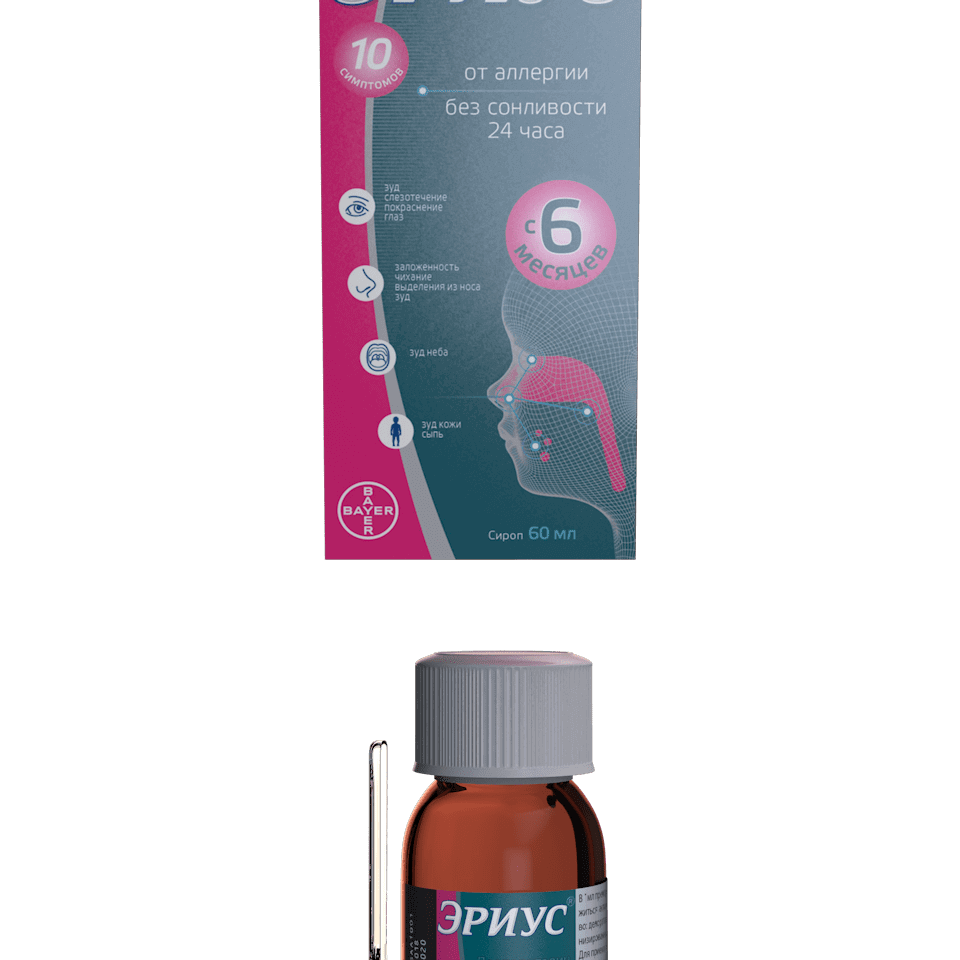 10
симптомов
от аллергии
без сонливости
24 часа
зуд
слезотечение
покраснение
глаз
с 6
месяцев
заложенность
чихание
выделения из носа
зуд
зуд неба
зуд кожи
сыпь
BAYER
BAYER
Сироп 60 мл
ЭРИУС®